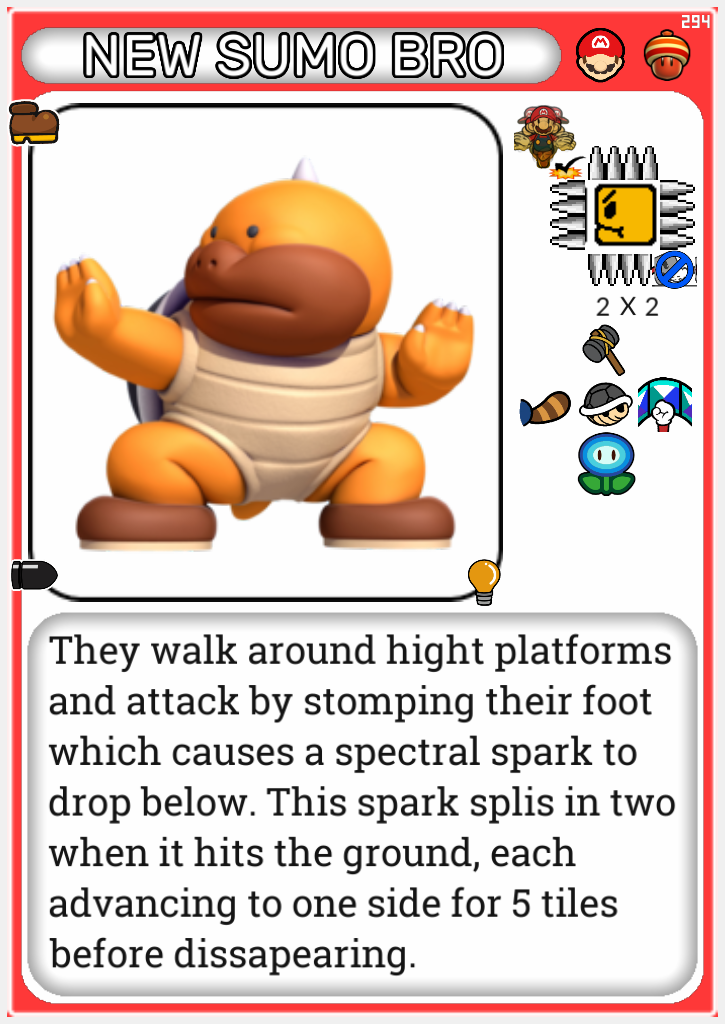 294
NEW SUMO BRO
2 X 2
They walk around hight platforms
and attack by stomping their foot
which causes a spectral spark to
drop below. This spark splis in two
when it hits the ground, each
advancing to one side for 5 tiles
before dissapearing.